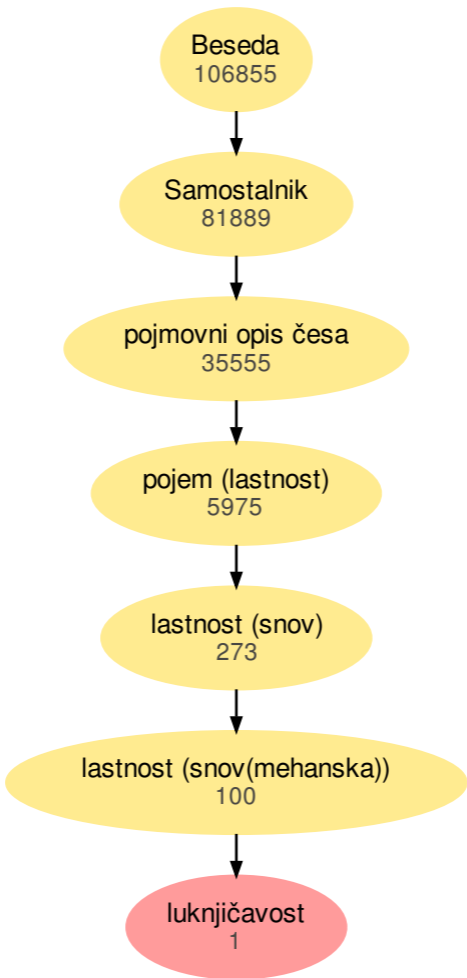 Beseda
106855
Samostalnik
81889
pojmovni opis česa
35555
pojem (lastnost)
5975
lastnost (snov)
273
lastnost (snov(mehanska))
100
luknjičavost
1